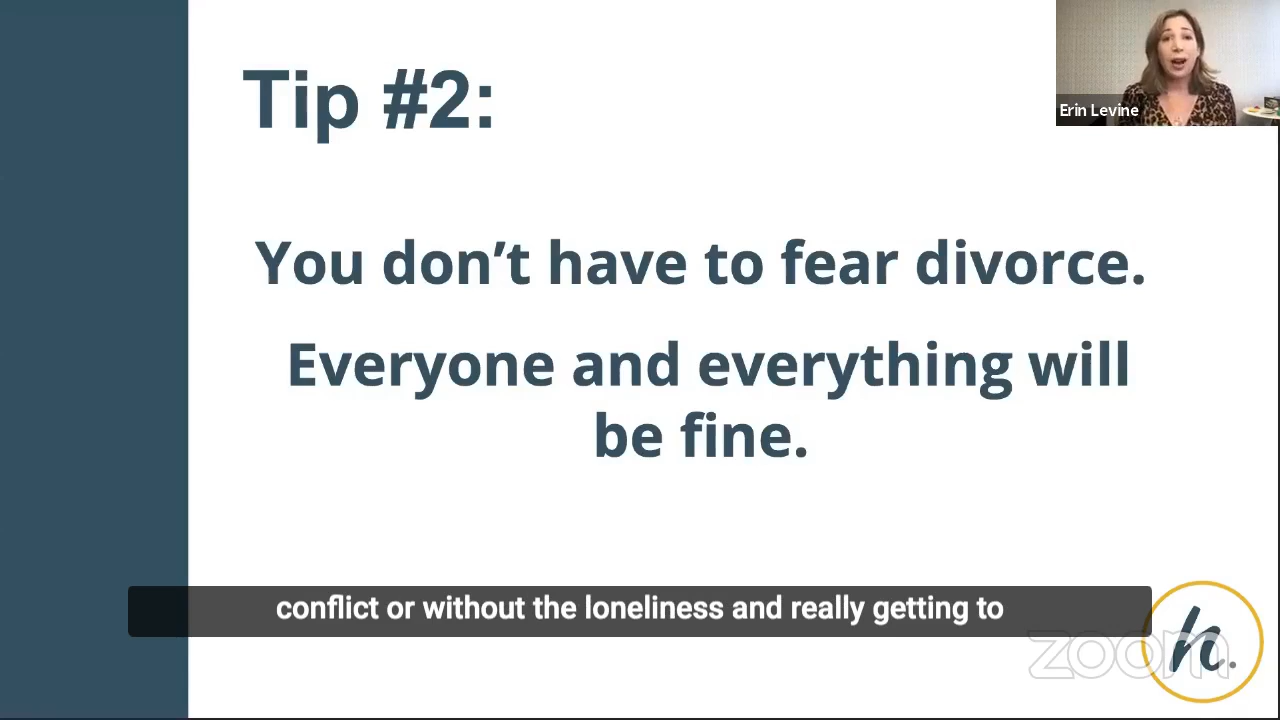 Tip #2:
Erin Levine
You don’t have to fear divorce.
Everyone and everything will
be fine.
conflict or without the loneliness and really getting to
zoom
h.